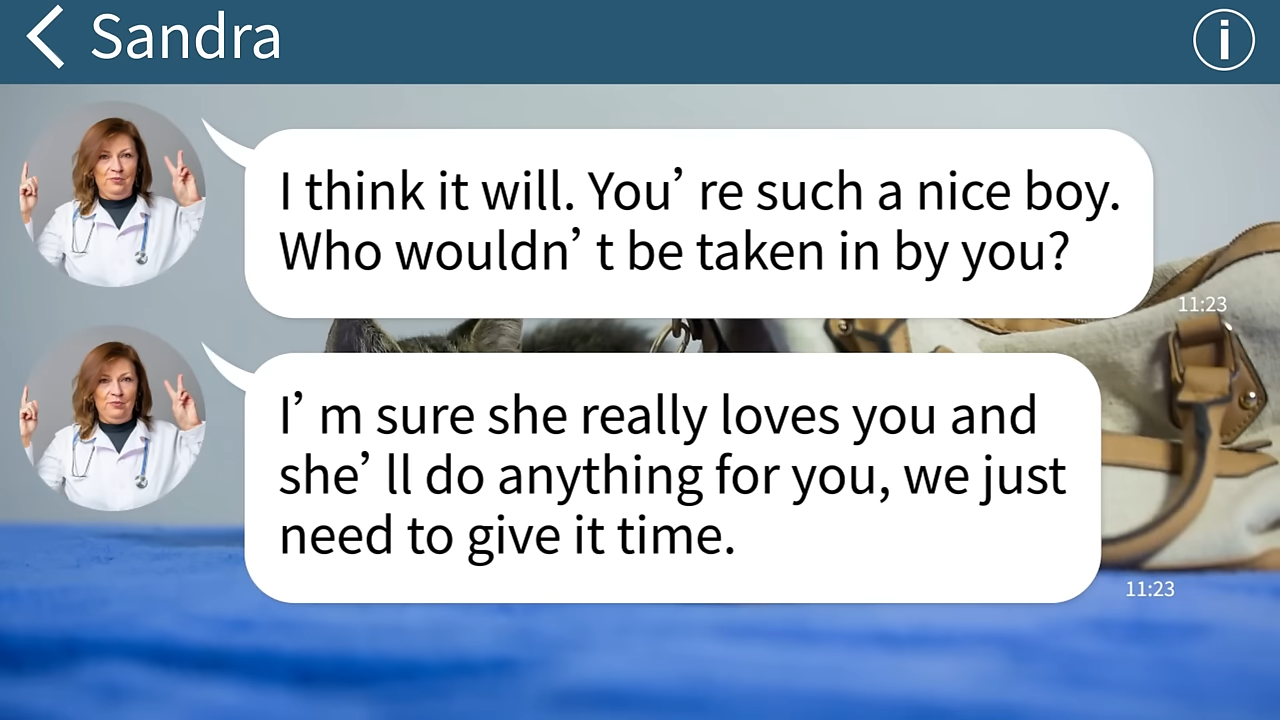 Sandra
I think it will. You’ re such a nice boy.
Who wouldn’ t be taken in by you?
11:23
I’ m sure she really loves you and
she’ ll do anything for you, we just
need to give it time.
11:23